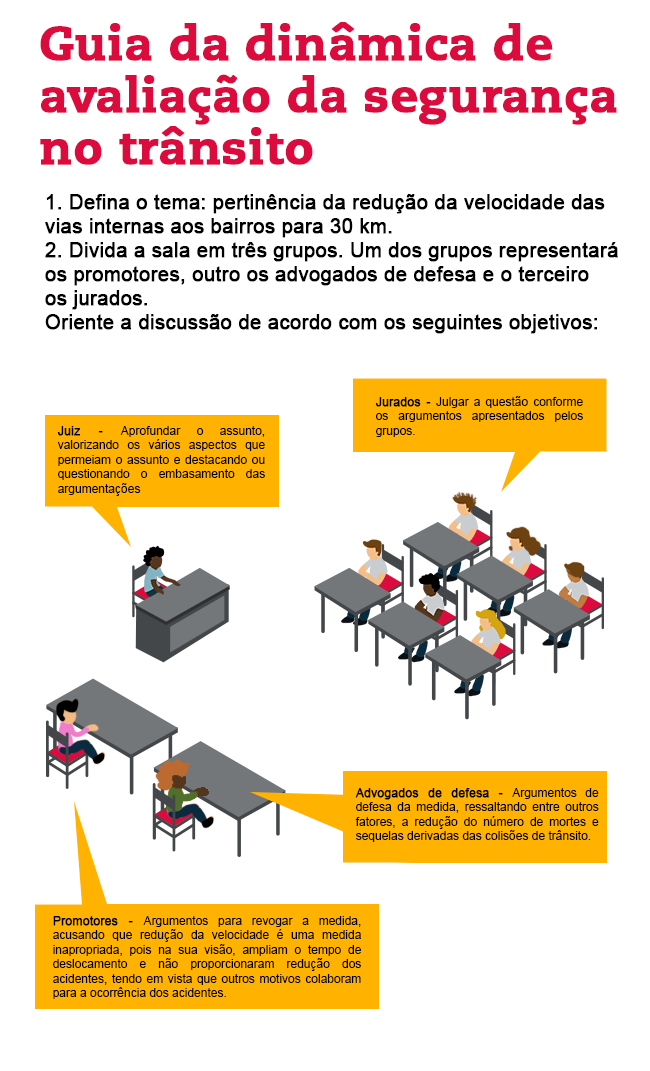 Guia da dinâmica de
avaliação da segurança
no trânsito
1. Defina o tema: pertinência da redução da velocidade das
vias internas aos bairros para 30 km.
2. Divida a sala em três grupos. Um dos grupos representará
os promotores, outro os advogados de defesa e o terceiro
os jurados.
Oriente a discussão de acordo com os seguintes objetivos:
Jurados - Julgar a questão conforme
os argumentos apresentados pelos
grupos.
Juiz - Aprofundar o assunto,
valorizando os vários aspectos que
permeiam o assunto e destacando ou
questionando o embasamento das
argumentações
Advogados de defesa - Argumentos de
defesa da medida, ressaltando entre outros
fatores, a redução do número de mortes e
sequelas derivadas das colisões de trânsito.
Promotores - Argumentos para revogar a medida,
acusando que redução da velocidade é uma medida
inapropriada, pois na sua visão, ampliam o tempo de
deslocamento e não proporcionaram redução dos
acidentes, tendo em vista que outros motivos colaboram
para a ocorrência dos acidentes.